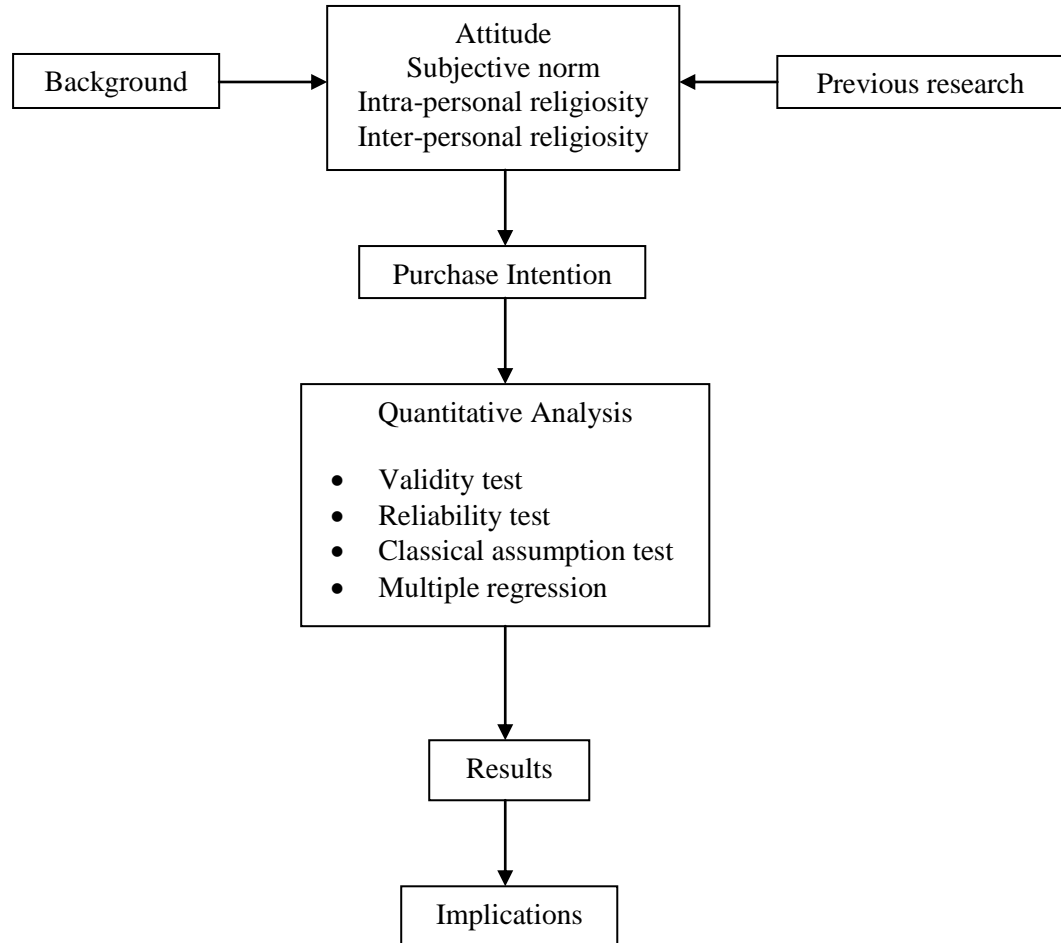 Background
Attitude
Subjective norm
Intra-personal religiosity
Inter-personal religiosity
Previous research
Purchase Intention
Quantitative Analysis
• Validity test
• Reliability test
• Classical assumption test
• Multiple regression
Results
Implications